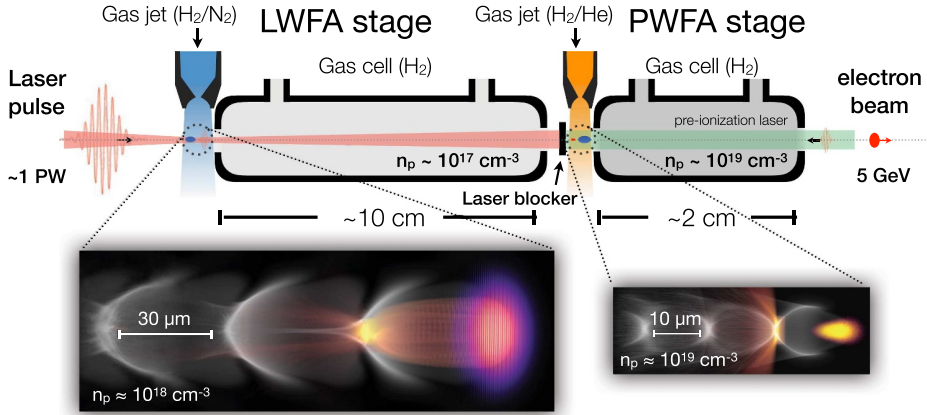 Gas jet (H2/N2)
LWFA stage
Gas jet (H2/He)
PWFA stage
Laser
pulse
Gas cell (H2)
Gas cell (H2)
electron
beam
pre-ionization laser
~1 PW
np ~ 10^17 cm-3
np ~ 10^19 cm-3
5 GeV
Laser blocker
~10 cm
~2 cm
30 µm
np ≈ 10^18 cm-3
10 µm
np ≈ 10^19 cm-3